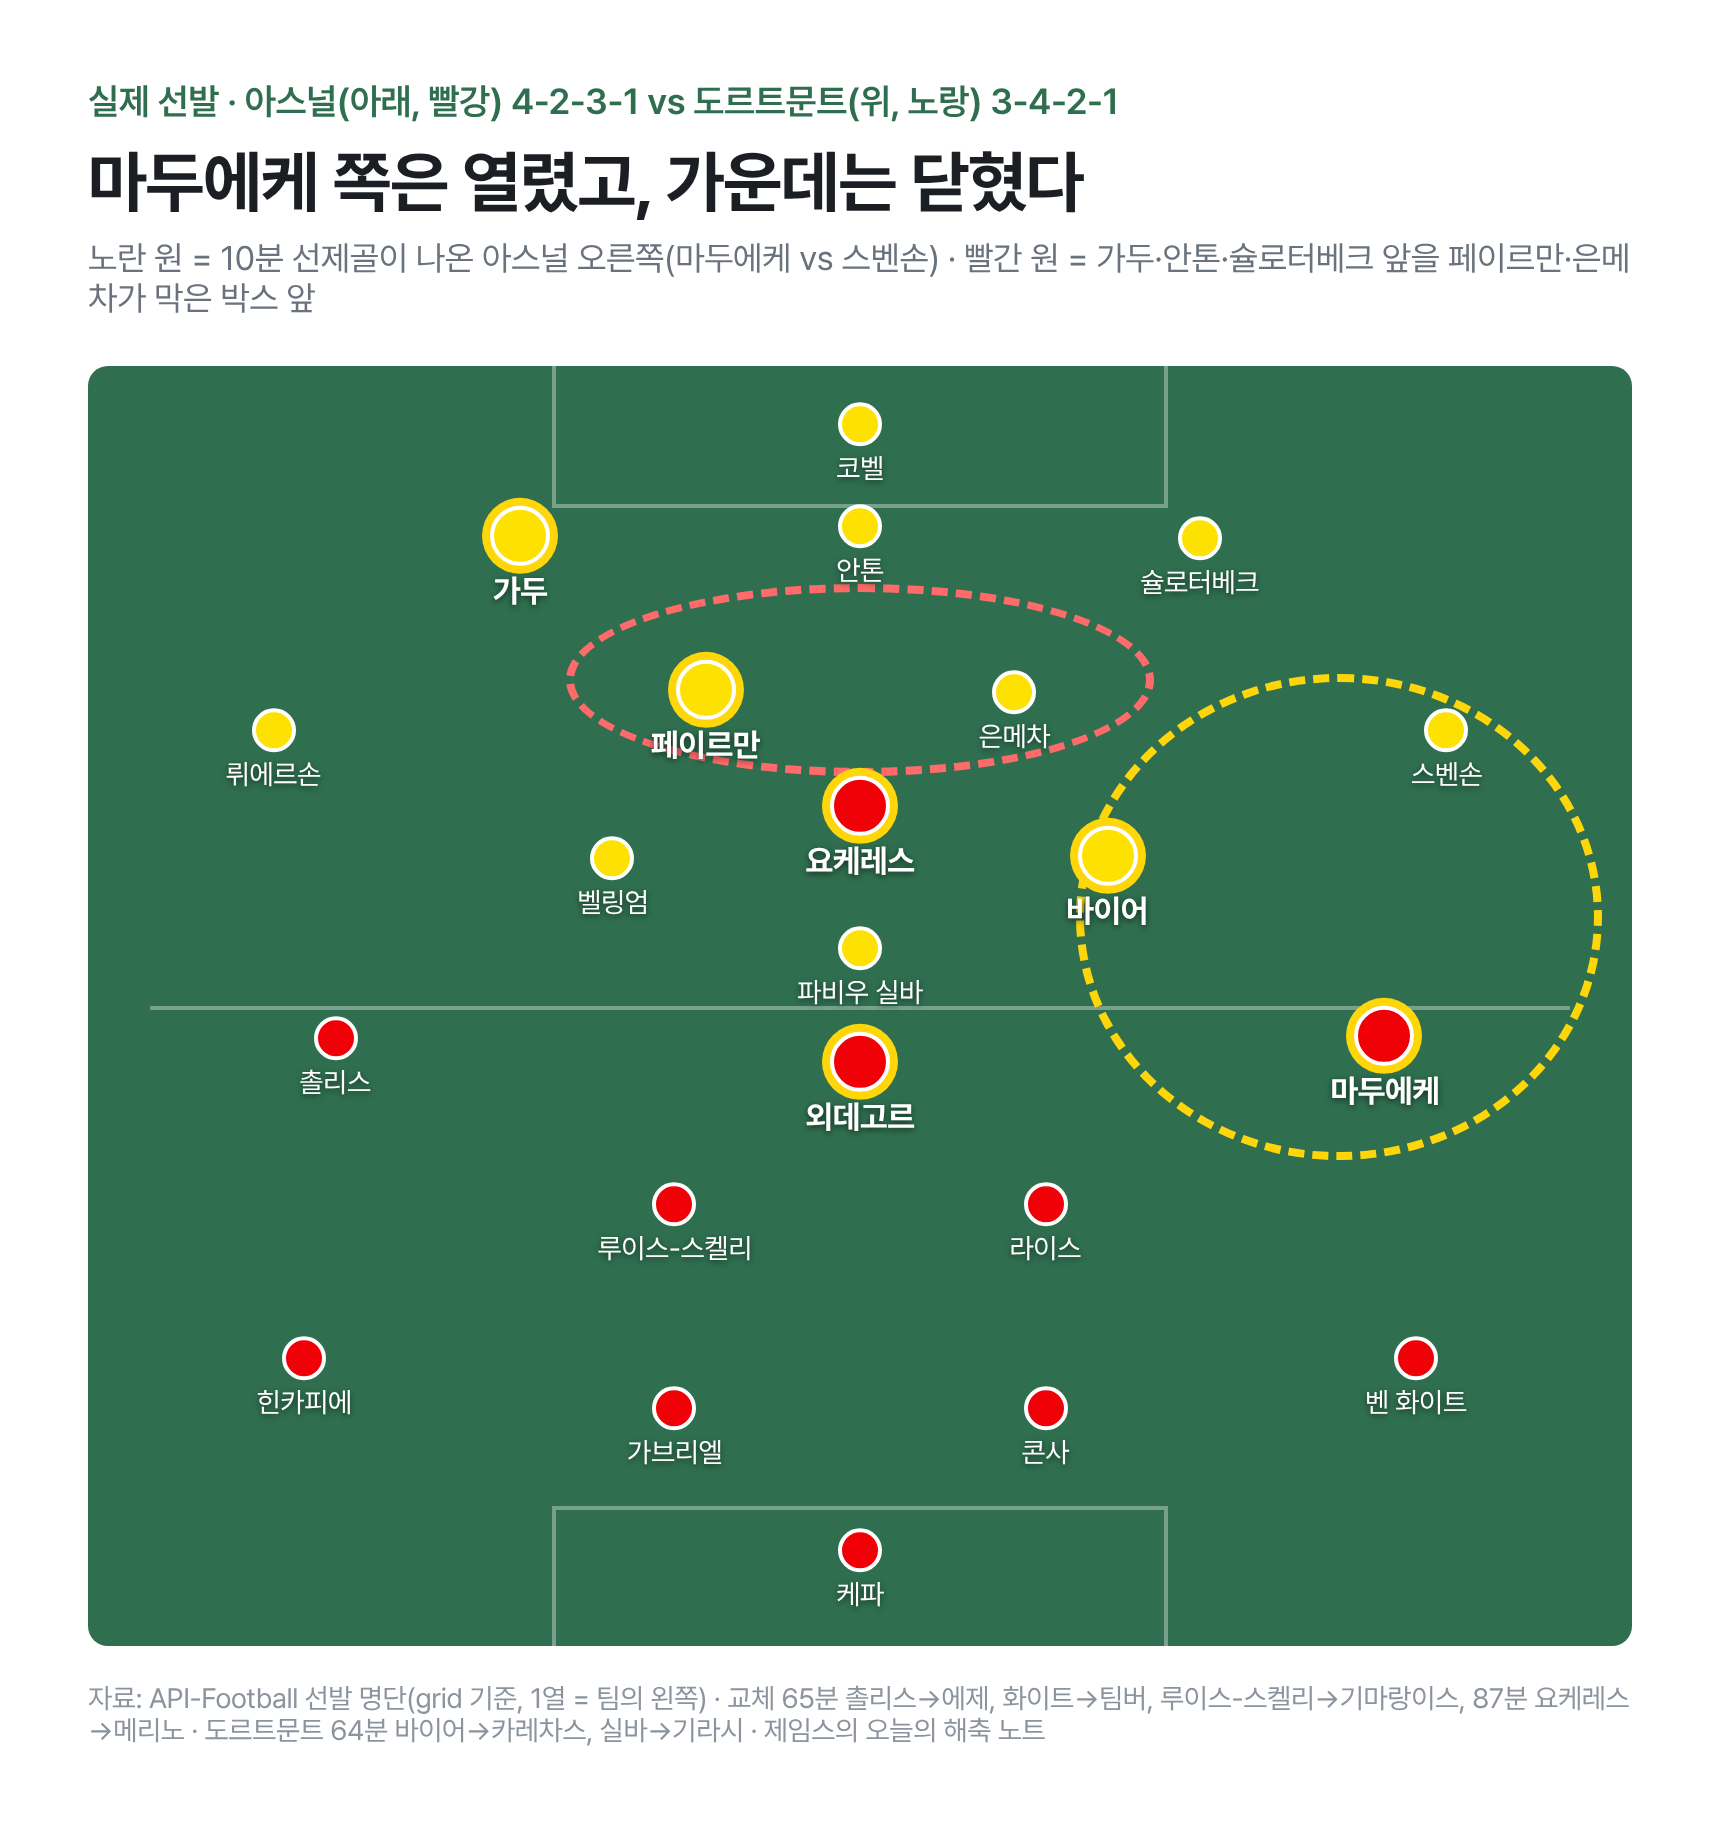 실제 선발 · 아스널(아래, 빨강) 4-2-3-1 vs 도르트문트(위, 노랑) 3-4-2-1
마두에케 쪽은 열렸고, 가운데는 닫혔다
노란 원 = 10분 선제골이 나온 아스널 오른쪽(마두에케 vs 스벤손) · 빨간 원 = 가두·안톤·슐로터베크 앞을 페이르만·은메
차가 막은 박스 앞
코벨
안톤
슐로터베크
가두
페이르만
은메차
뤼에르손
스벤손
요케레스
벨링엄
바이어
파비우 실바
촐리스
외데고르
마두에케
루이스-스켈리
라이스
힌카피에
벤 화이트
가브리엘
콘사
케파
자료: API-Football 선발 명단(grid 기준, 1열 = 팀의 왼쪽) · 교체 65분 촐리스→에제, 화이트→팀버, 루이스-스켈리→기마랑이스, 87분 요케레스
→메리노 · 도르트문트 64분 바이어→카레차스, 실바→기라시 · 제임스의 오늘의 해축 노트